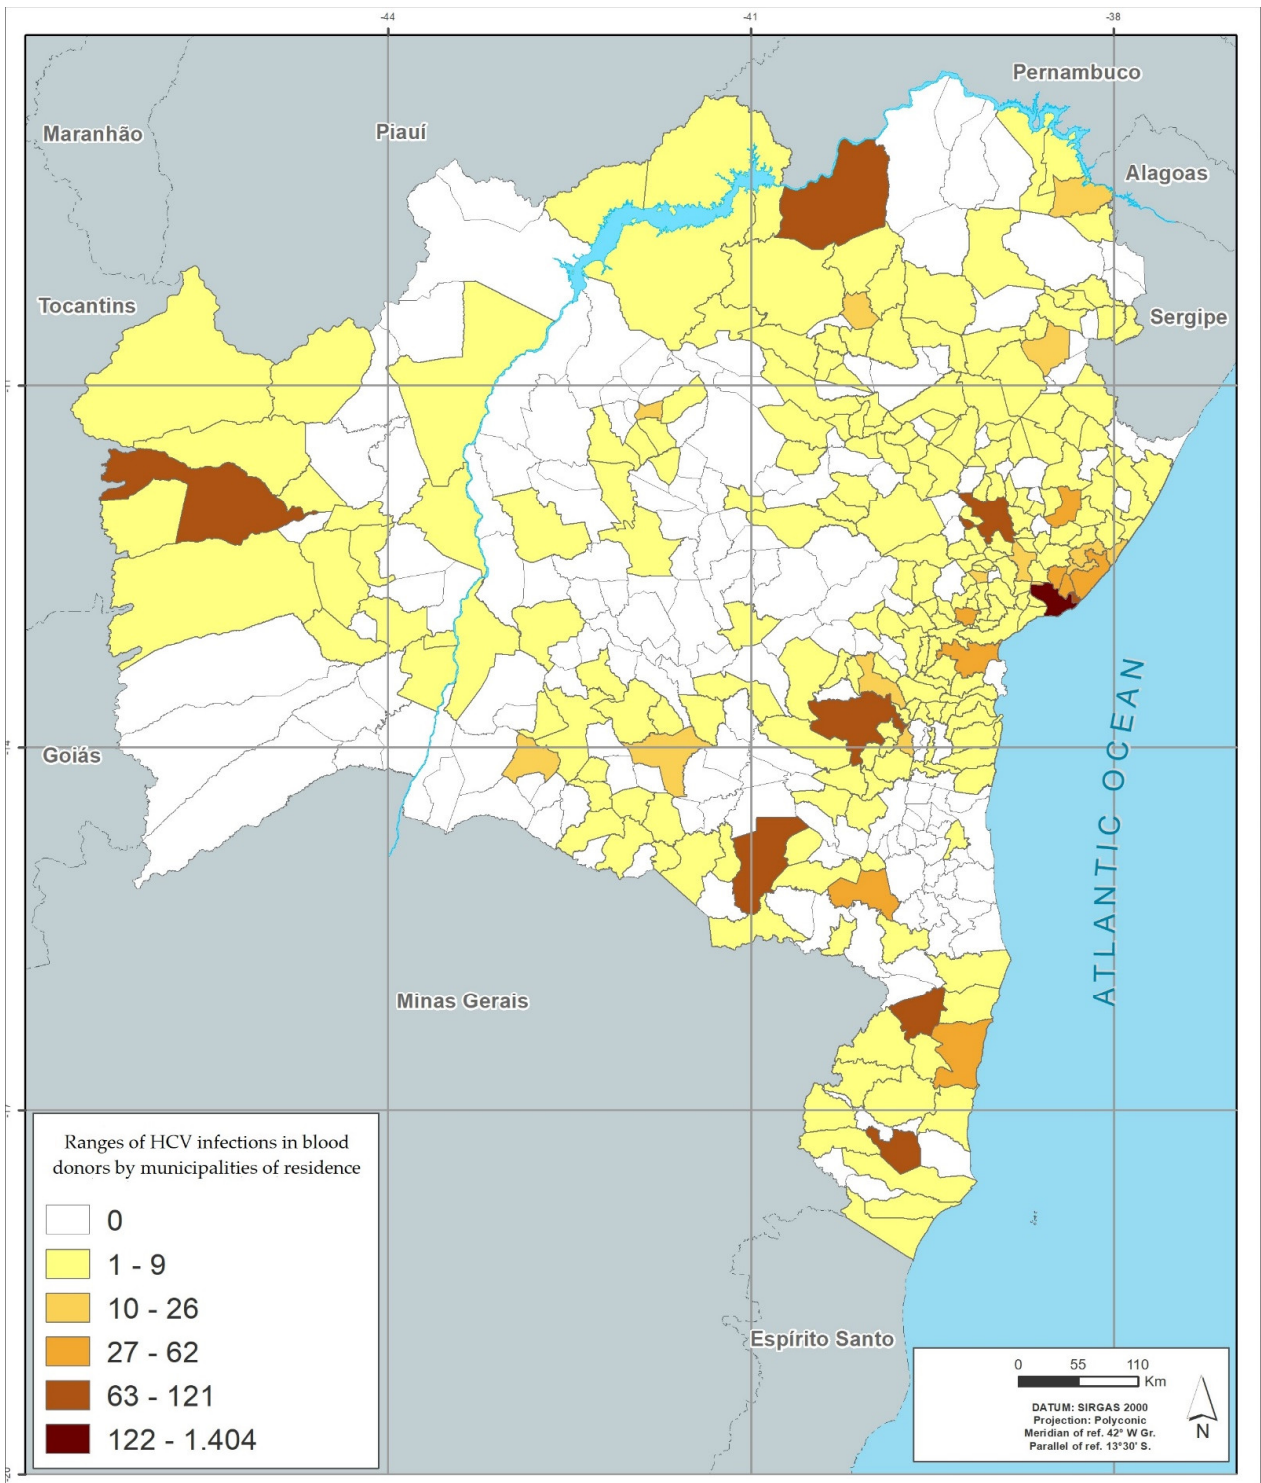 -44
-41
-38
Pernambuco
Maranhão
Piauí
Alagoas
Tocantins
Sergipe
Goiás
ATLANTIC OCEAN
Minas Gerais
Espírito Santo
Ranges of HCV infections in blood
donors by municipalities of residence
0
1 - 9
10 - 26
27 - 62
63 - 121
122 - 1.404
0 55 110
Km
DATUM: SIRGAS 2000
Projection: Polyconic
Meridian of ref. 42° W Gr.
Parallel of ref. 13°30' S.
N